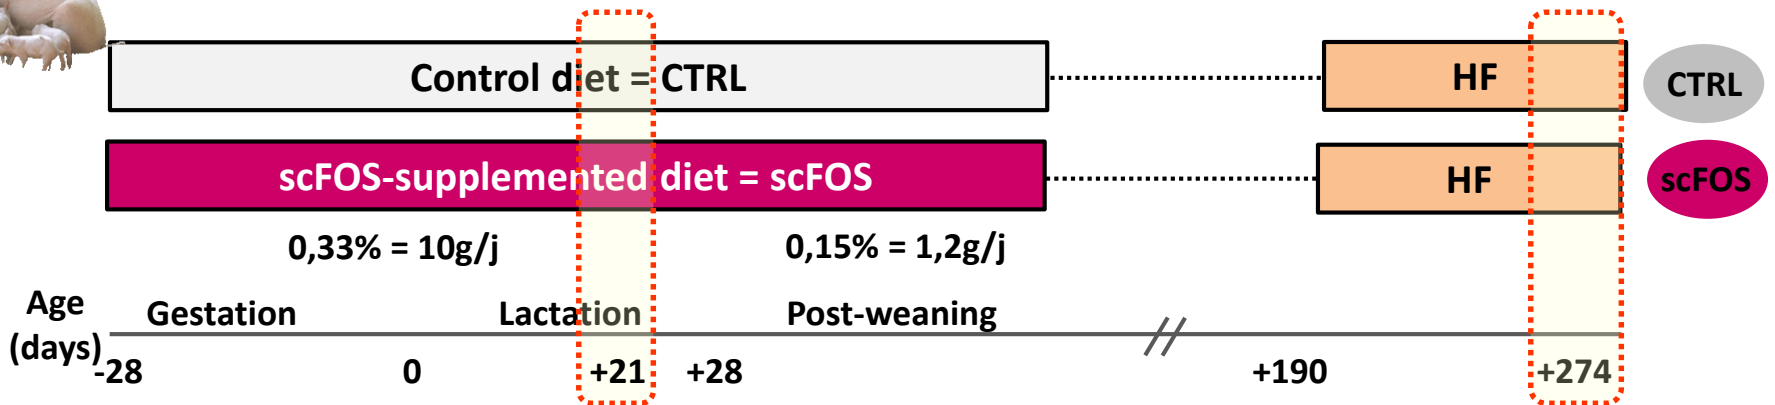 Control diet = CTRL
HF
CTRL
scFOS-supplemented diet = scFOS
HF
scFOS
0,33% = 10g/j
0,15% = 1,2g/j
Age
(days)
Gestation
Lactation
Post-weaning
-28
0
+21
+28
+190
+274